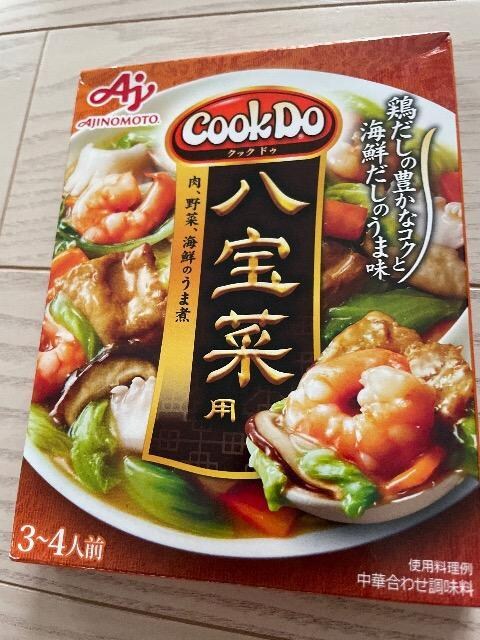 Aj
AJINOMOTO
CookDo
クックドゥ
鶏だしの豊かなコクと
海鮮だしのうま味
八宝菜用
肉、野菜、海鮮のうま煮
3~4人前
使用料理例
中華合わせ調味料